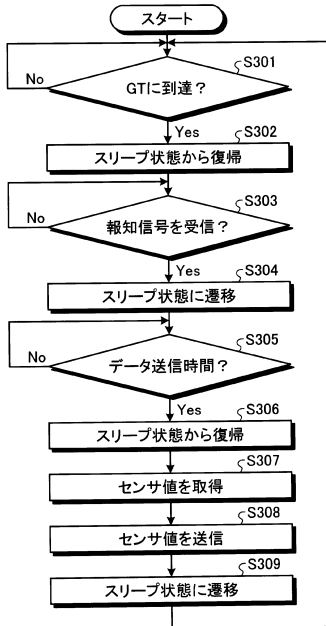 スタート
S301
GTに到達？
No
Yes
S302
スリープ状態から復帰
S303
報知信号を受信？
No
Yes
S304
スリープ状態に遷移
S305
データ送信時間？
No
Yes
S306
スリープ状態から復帰
S307
センサ値を取得
S308
センサ値を送信
S309
スリープ状態に遷移